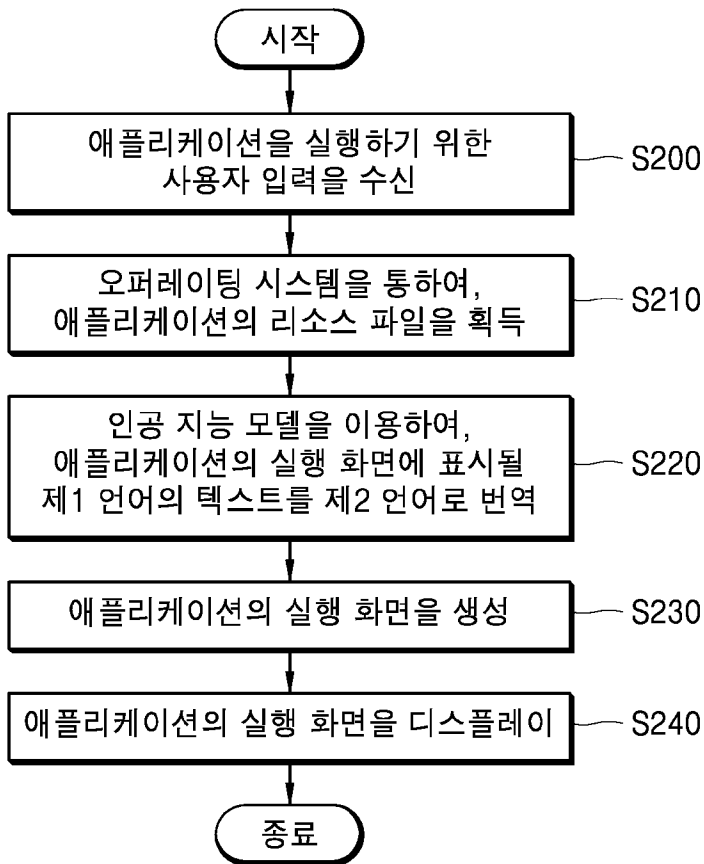 시작
애플리케이션을 실행하기 위한
사용자 입력을 수신
S200
오퍼레이팅 시스템을 통하여,
애플리케이션의 리소스 파일을 획득
S210
인공 지능 모델을 이용하여,
애플리케이션의 실행 화면에 표시될
제1 언어의 텍스트를 제2 언어로 번역
S220
애플리케이션의 실행 화면을 생성
S230
애플리케이션의 실행 화면을 디스플레이
S240
종료